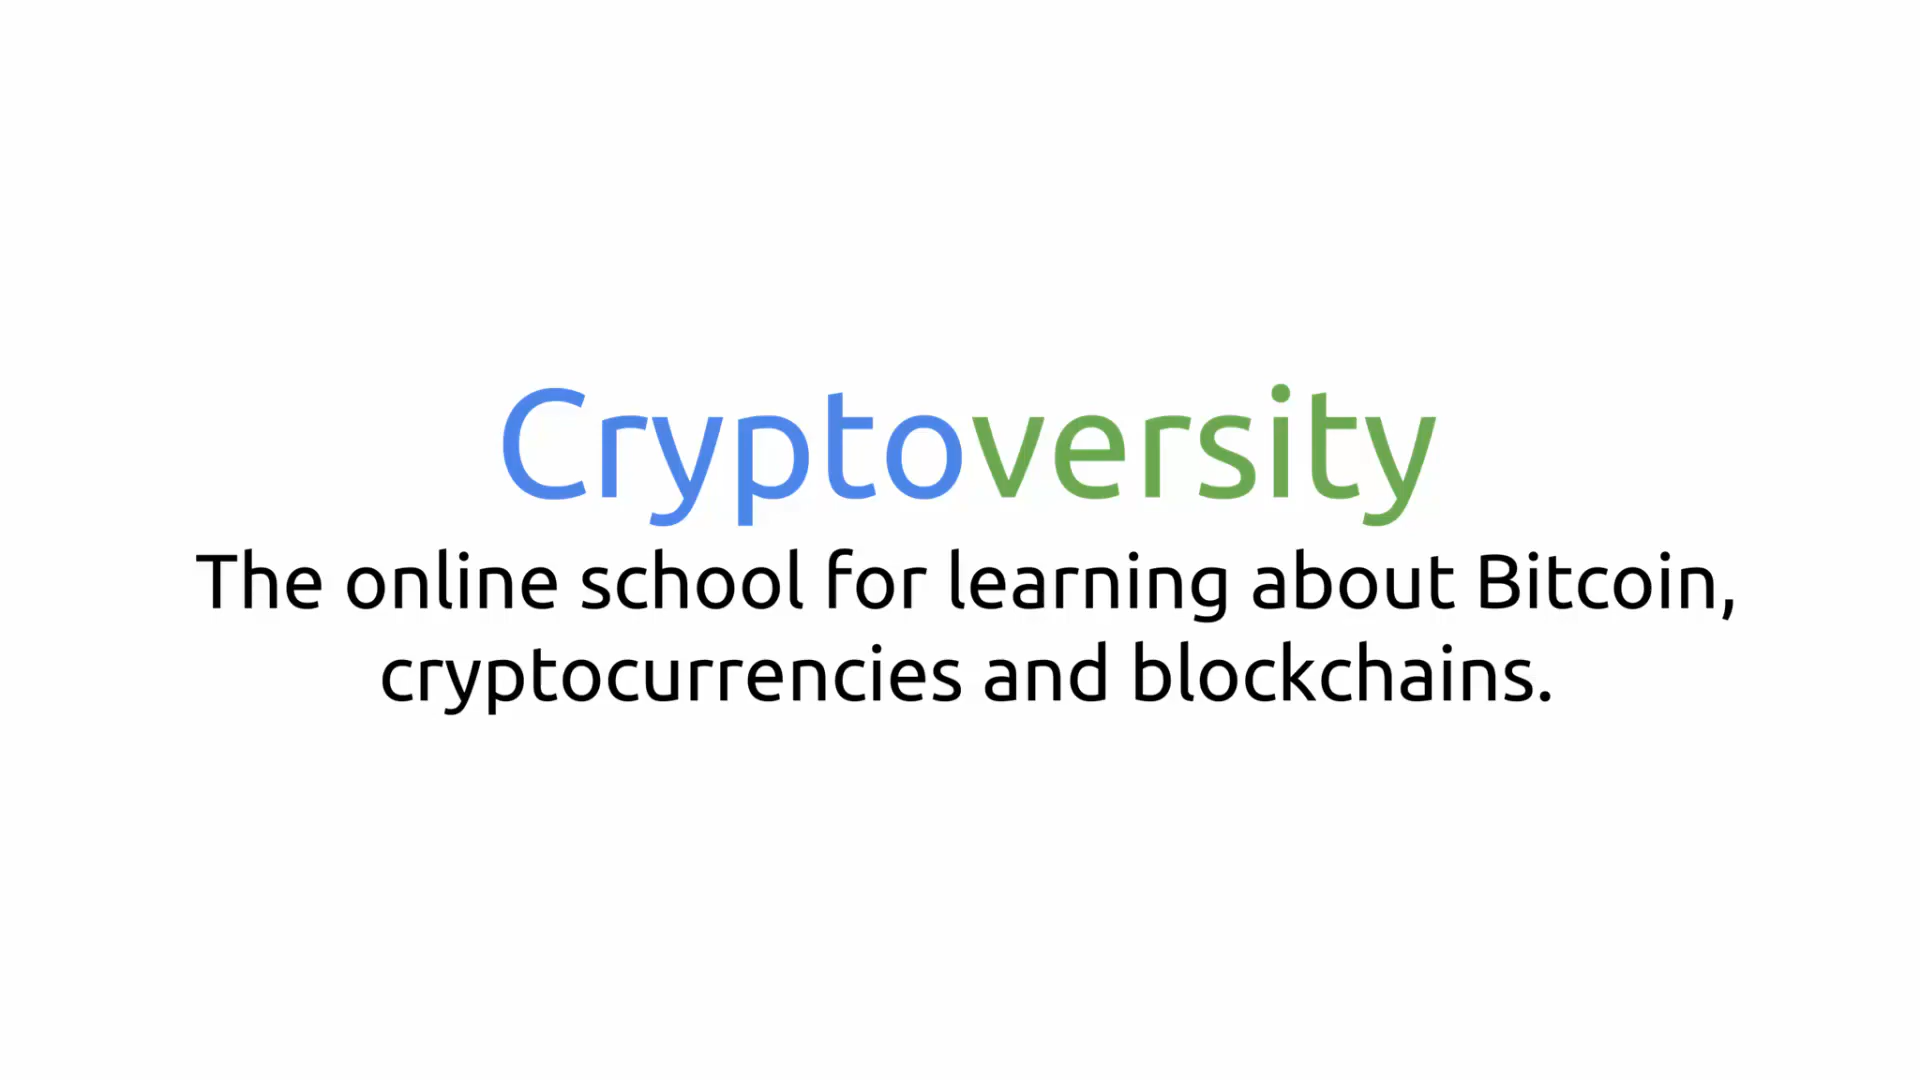 Cryptoversity
The online school for learning about Bitcoin,
cryptocurrencies and blockchains.